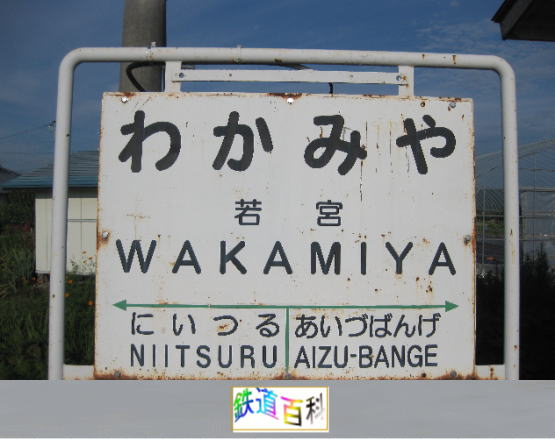 わかみや
若宮
WAKAMIYA
にいつる あいづばんげ
NIITSURU AIZU-BANGE
鉄道百科